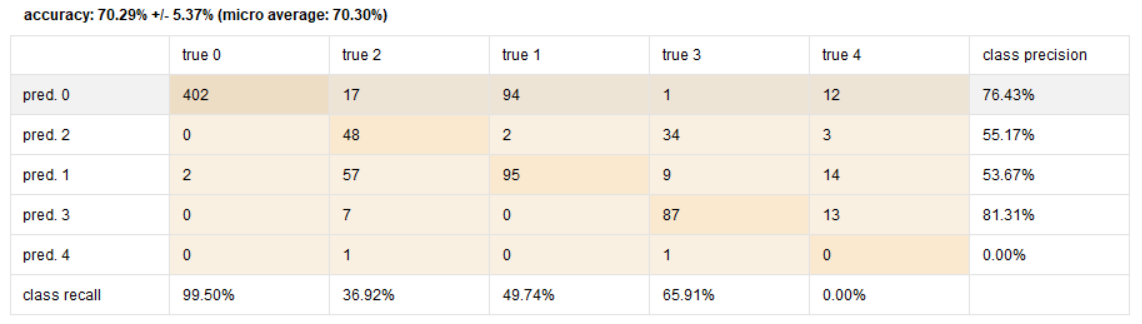 accuracy: 70.29% +/- 5.37% (micro average: 70.30%)
true 0 true 2 true 1 true 3 true 4 class precision
pred. 0 402 17 94 1 12 76.43%
pred. 2 0 48 2 34 3 55.17%
pred. 1 2 57 95 9 14 53.67%
pred. 3 0 7 0 87 13 81.31%
pred. 4 0 1 0 1 0 0.00%
class recall 99.50% 36.92% 49.74% 65.91% 0.00%